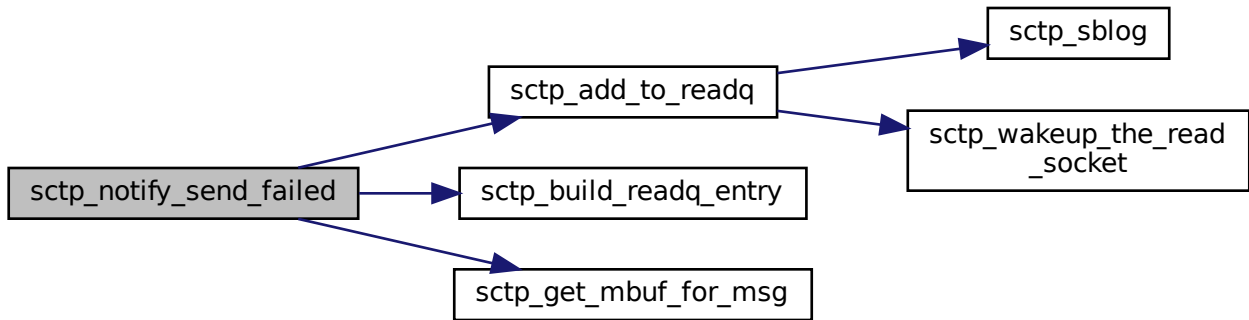 sctp_sblog
sctp_add_to_readq
sctp_wakeup_the_read
_socket
sctp_notify_send_failed
sctp_build_readq_entry
sctp_get_mbuf_for_msg